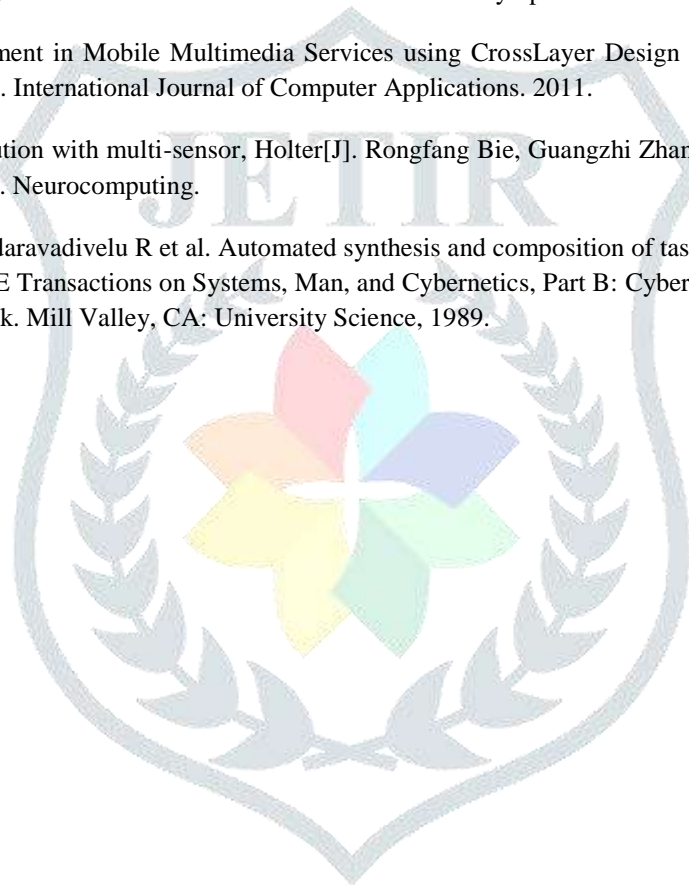 ment in Mobile Multimedia Services using CrossLayer Design
. International Journal of Computer Applications. 2011.
ution with multi-sensor, Holter[J]. Rongfang Bie, Guangzhi Zhan
. Neurocomputing.
JETIR
daravadivelu R et al. Automated synthesis and composition of tas
E Transactions on Systems, Man, and Cybernetics, Part B: Cyber
k. Mill Valley, CA: University Science, 1989.